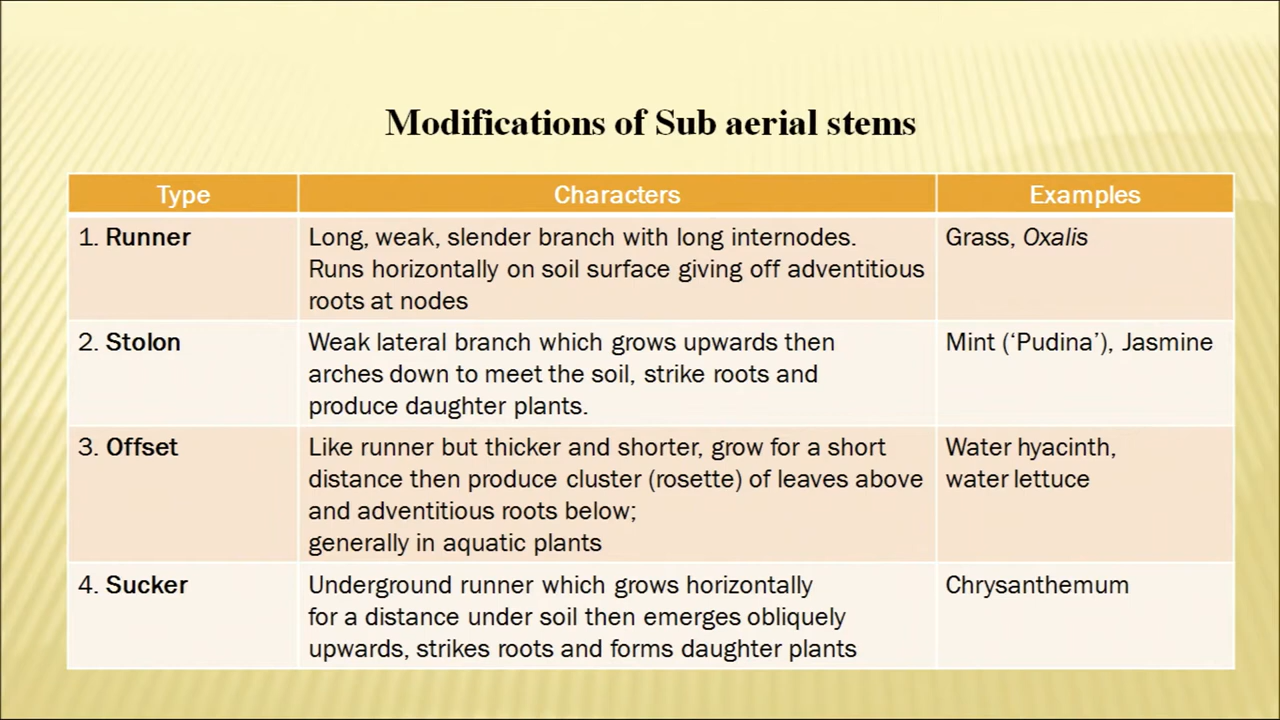 Modifications of Sub aerial stems
Type
Characters
Examples
1. Runner
Long, weak, slender branch with long internodes.
Runs horizontally on soil surface giving off adventitious
roots at nodes
Grass, Oxalis
2. Stolon
Weak lateral branch which grows upwards then
arches down to meet the soil, strike roots and
produce daughter plants.
Mint (‘Pudina’), Jasmine
3. Offset
Like runner but thicker and shorter, grow for a short
distance then produce cluster (rosette) of leaves above
and adventitious roots below;
generally in aquatic plants
Water hyacinth,
water lettuce
4. Sucker
Underground runner which grows horizontally
for a distance under soil then emerges obliquely
upwards, strikes roots and forms daughter plants
Chrysanthemum